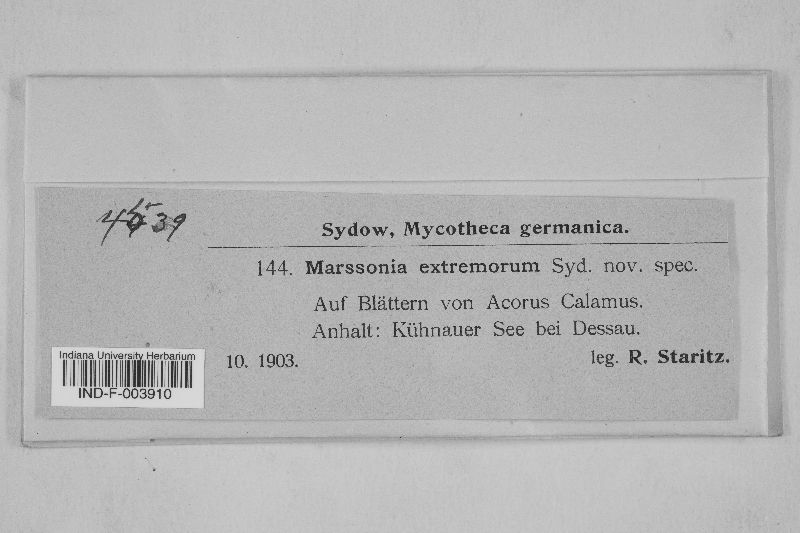 Sydow, Mycotheca germanica.
144. Marssonia extremorum Syd. nov. spec.
Auf Blättern von Acorus Calamus.
Anhalt: Kühnauer See bei Dessau.
10. 1903. leg. R. Staritz.
Indiana University Herbarium
IND-F-003910